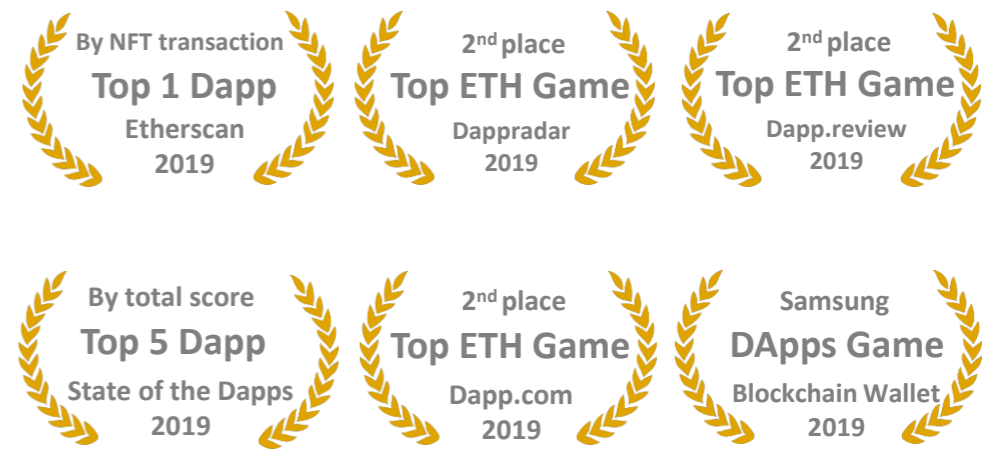 By NFT transaction
Top 1 Dapp
Etherscan
2019
2nd place
Top ETH Game
Dappradar
2019
2nd place
Top ETH Game
Dapp.review
2019
By total score
Top 5 Dapp
State of the Dapps
2019
2nd place
Top ETH Game
Dapp.com
2019
Samsung
DApps Game
Blockchain Wallet
2019